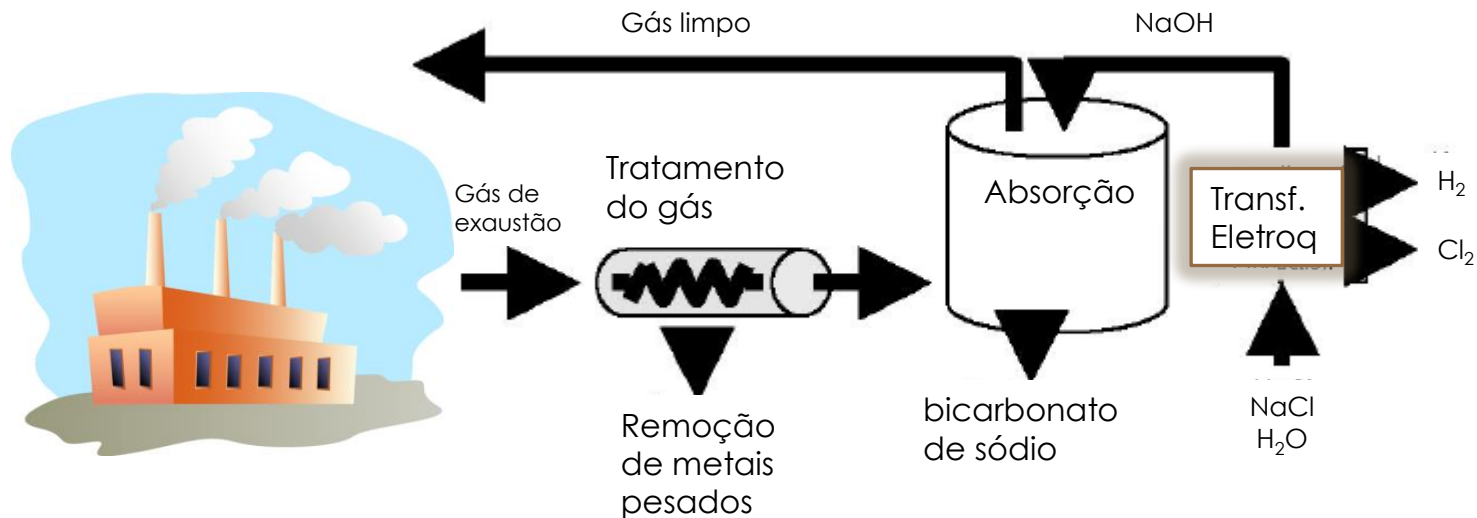 Gás limpo
NaOH
Gás de
exaustão
Tratamento
do gás
Absorção
Transf.
Eletroq
H₂
Cl₂
Remoção
de metais
pesados
bicarbonato
de sódio
NaCl
H₂O